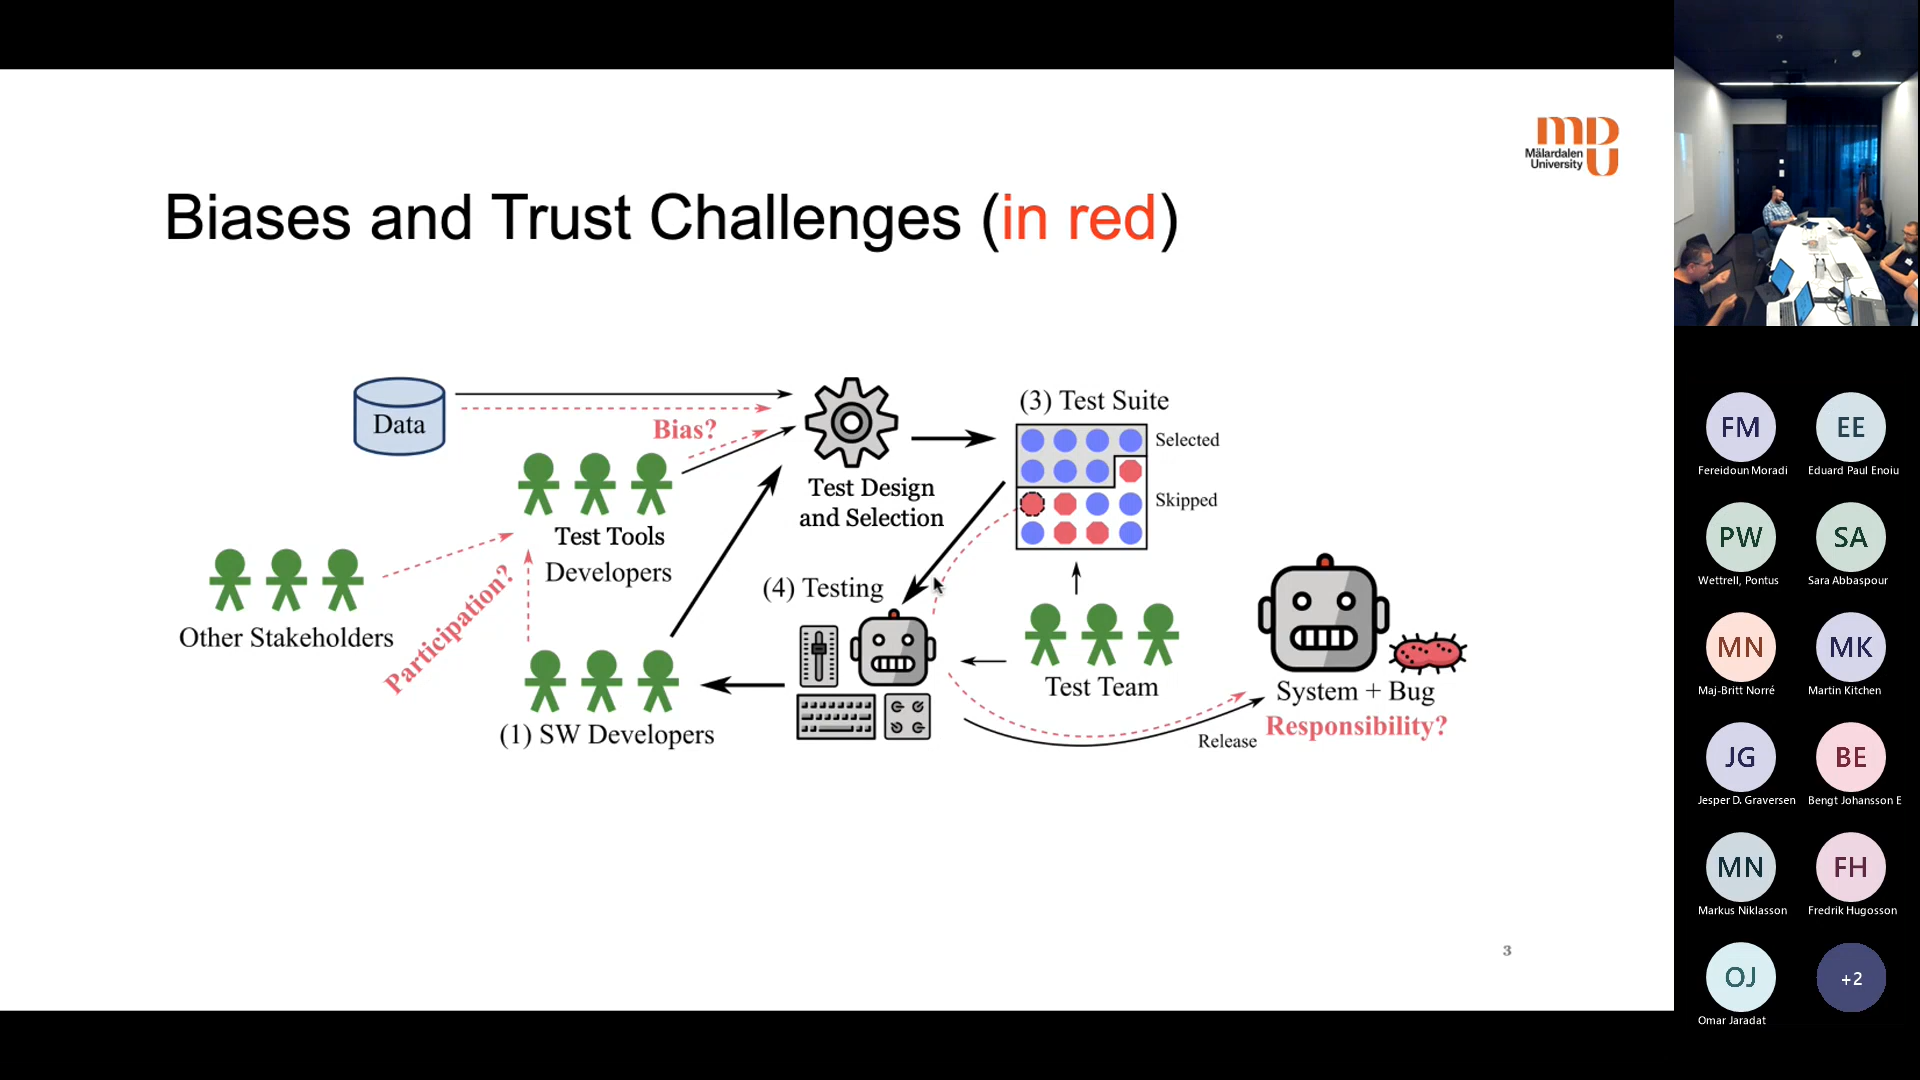 mDU
Mälardalen
University
Biases and Trust Challenges (in red)
Data
Bias?
Test Tools
Developers
Other Stakeholders
Participation?
(1) SW Developers
Test Design
and Selection
(3) Test Suite
Selected
Skipped
(4) Testing
Test Team
System + Bug
Responsibility?
Release
3
FM
Fereidoun Moradi
EE
Eduard Paul Enoiu
PW
Wettrell, Pontus
SA
Sara Abbaspour
MN
Maj-Britt Norré
MK
Martin Kitchen
JG
Jesper D. Graversen
BE
Bengt Johansson E
MN
Markus Niklasson
FH
Fredrik Hugosson
OJ
Omar Jaradat
+2